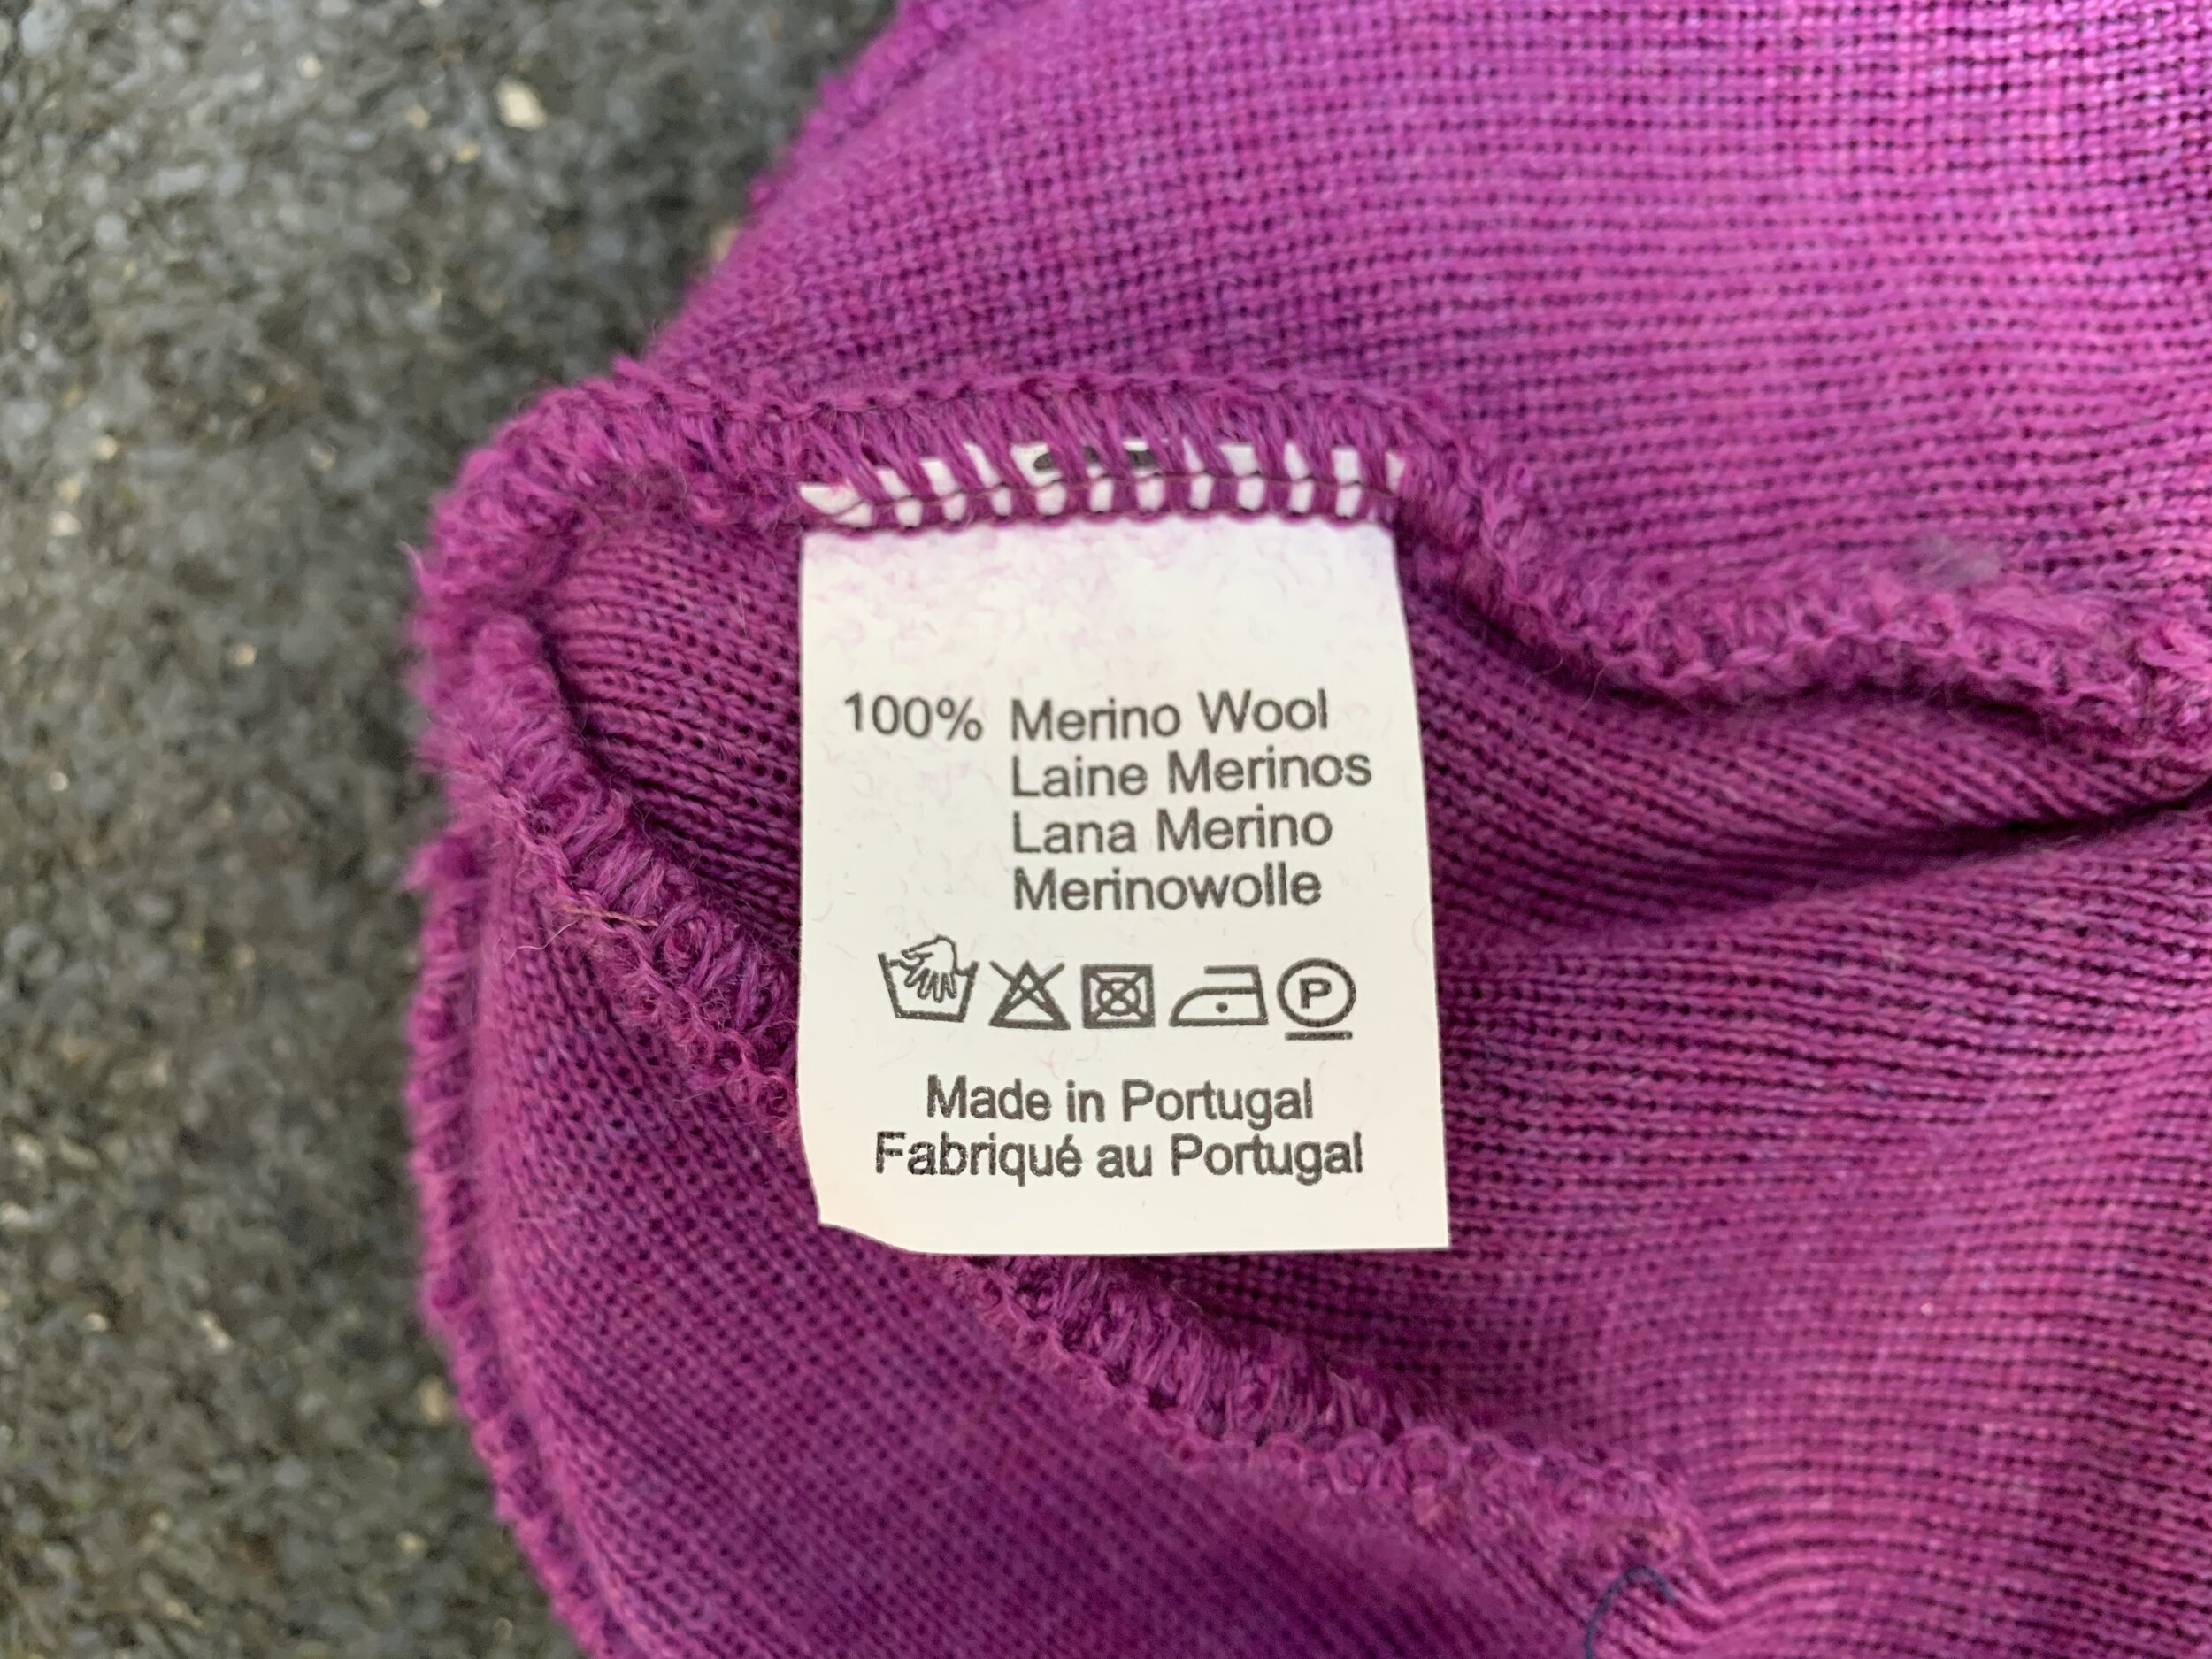 100% Merino Wool
Laine Merinos
Lana Merino
Merinowolle
P
Made in Portugal
Fabriqué au Portugal